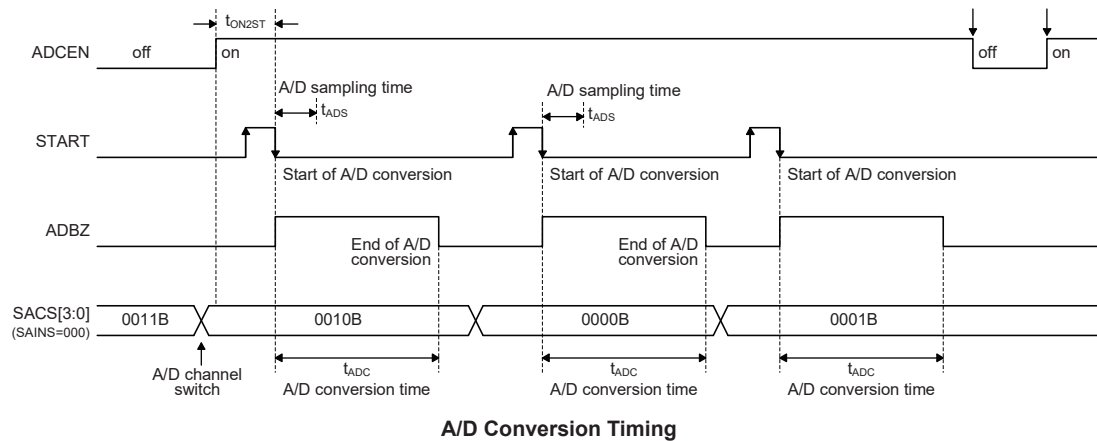 tON2ST
ADCEN
off
on
off
on
A/D sampling time
tADS
A/D sampling time
tADS
START
Start of A/D conversion
Start of A/D conversion
Start of A/D conversion
ADBZ
End of A/D
conversion
End of A/D
conversion
SACS[3:0]
(SAINS=000)
0011B
0010B
0000B
0001B
A/D channel
switch
tADC
A/D conversion time
tADC
A/D conversion time
tADC
A/D conversion time
A/D Conversion Timing